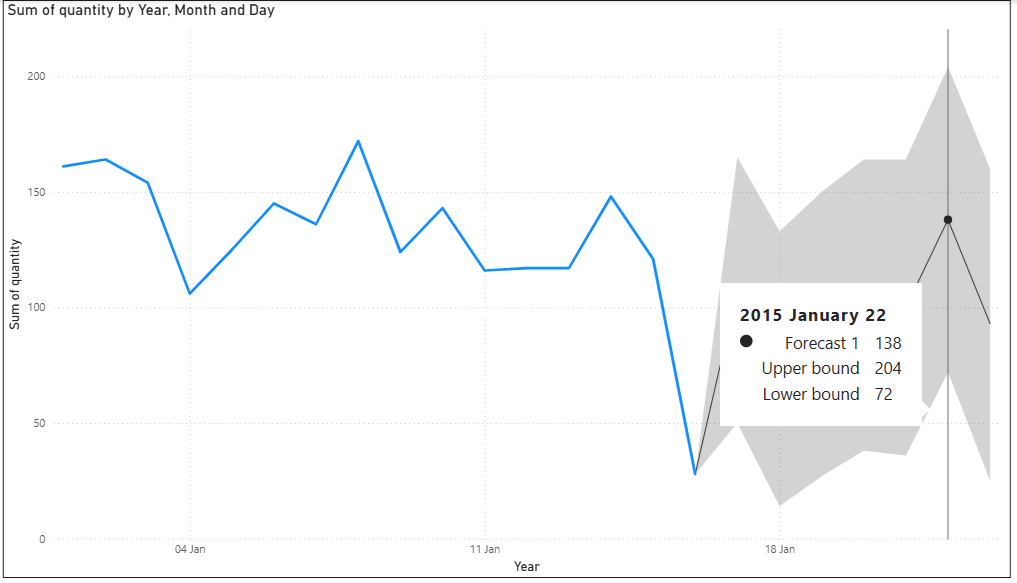 Sum of quantity by Year, Month and Day
Sum of quantity
200
150
100
50
0
2015 January 22
Forecast 1 138
Upper bound 204
Lower bound 72
04 Jan
11 Jan
18 Jan
Year